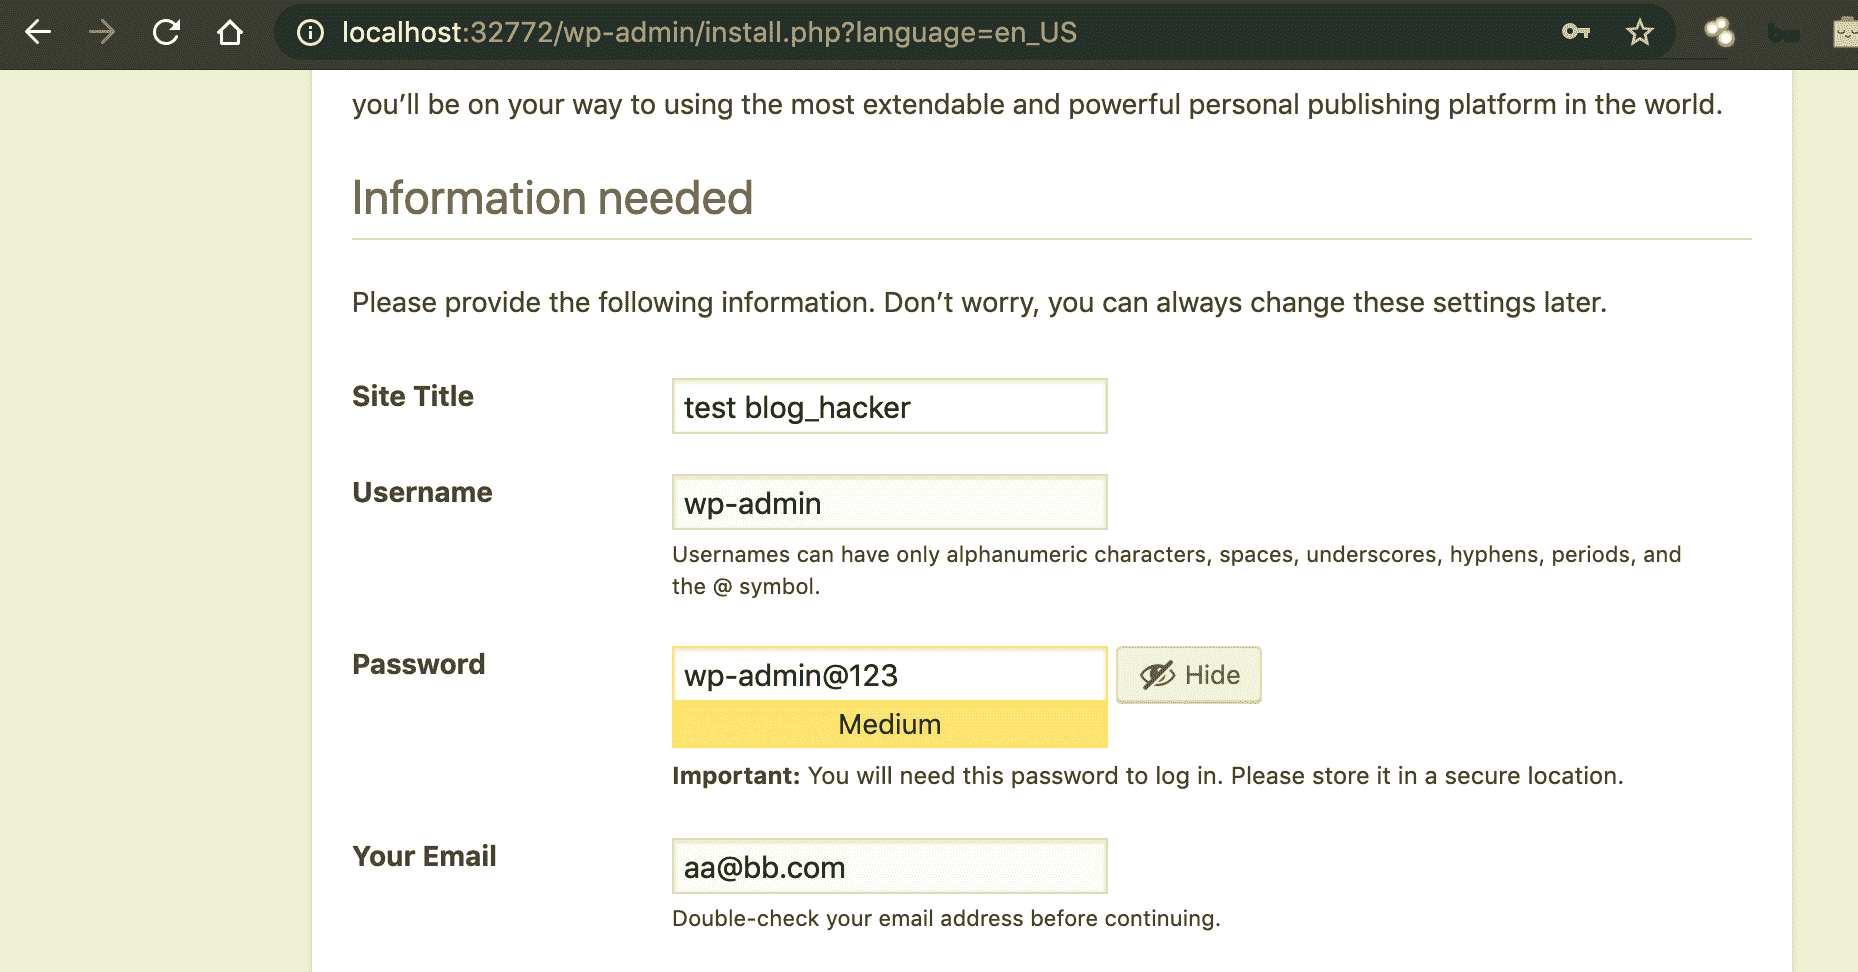 localhost:32772/wp-admin/install.php?language=en_US
you’ll be on your way to using the most extendable and powerful personal publishing platform in the world.
Information needed
Please provide the following information. Don’t worry, you can always change these settings later.
Site Title
test blog_hacker
Username
wp-admin
Usernames can have only alphanumeric characters, spaces, underscores, hyphens, periods, and
the @ symbol.
Password
wp-admin@123
Hide
Medium
Important: You will need this password to log in. Please store it in a secure location.
Your Email
aa@bb.com
Double-check your email address before continuing.